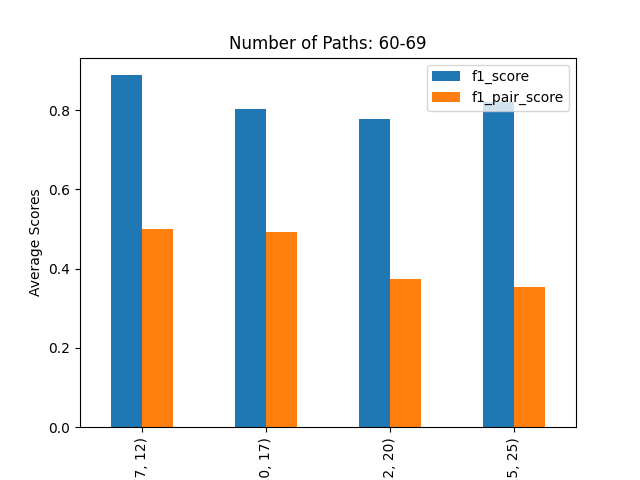 Number of Paths: 60-69
f1_score
f1_pair_score
Average Scores
0.8
0.6
0.4
0.2
0.0
7, 12)
0, 17)
2, 20)
5, 25)